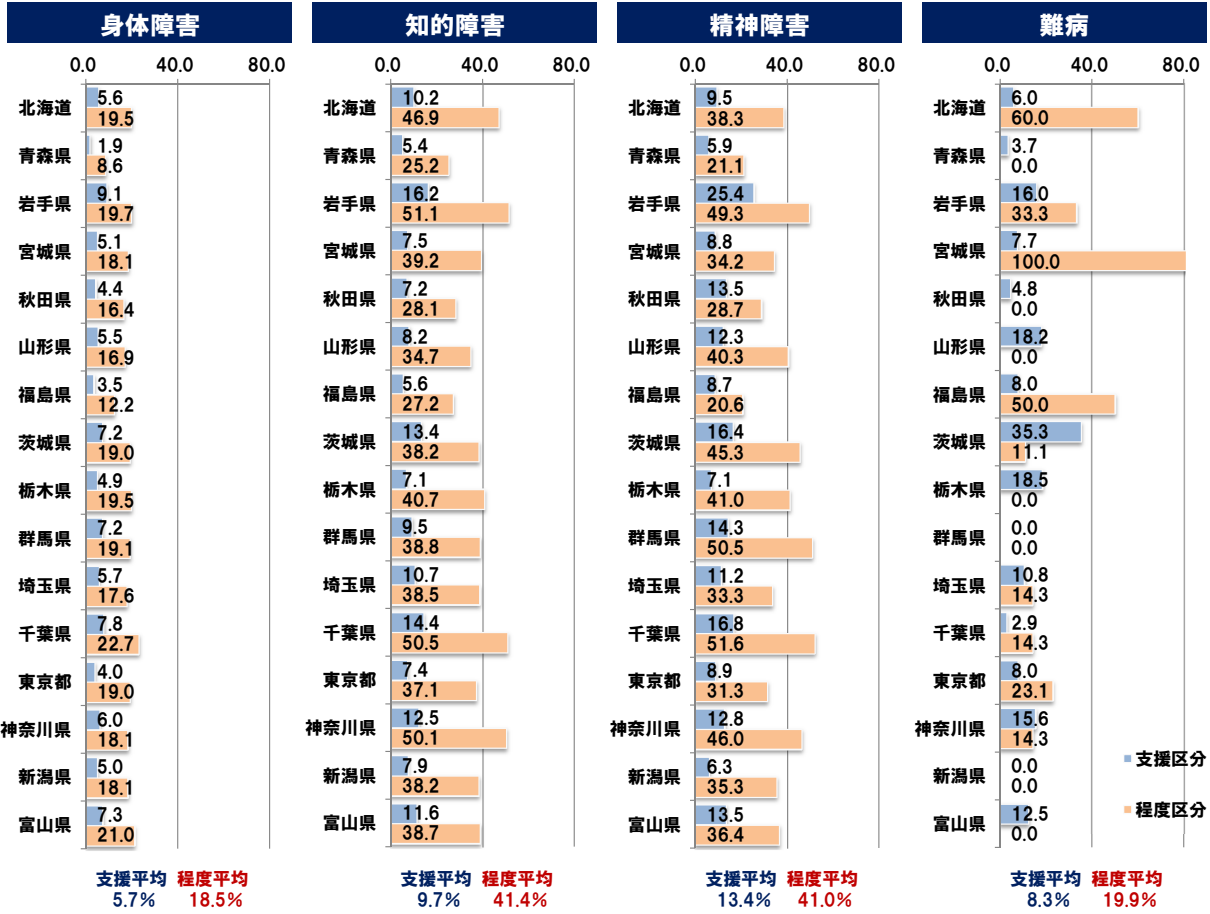 身体障害
0.0 40.0 80.0
北海道 5.6
19.5
青森県 1.9
8.6
岩手県 9.1
19.7
宮城県 5.1
18.1
秋田県 4.4
16.4
山形県 5.5
16.9
福島県 3.5
12.2
茨城県 7.2
19.0
栃木県 4.9
19.5
群馬県 7.2
19.1
埼玉県 5.7
17.6
千葉県 7.8
22.7
東京都 4.0
19.0
神奈川県 6.0
18.1
新潟県 5.0
18.1
富山県 7.3
21.0
支援平均 程度平均
5.7% 18.5%
知的障害
0.0 40.0 80.0
北海道 10.2
46.9
青森県 5.4
25.2
岩手県 16.2
51.1
宮城県 7.5
39.2
秋田県 7.2
28.1
山形県 8.2
34.7
福島県 5.6
27.2
茨城県 13.4
38.2
栃木県 7.1
40.7
群馬県 9.5
38.8
埼玉県 10.7
38.5
千葉県 14.4
50.5
東京都 7.4
37.1
神奈川県 12.5
50.1
新潟県 7.9
38.2
富山県 11.6
38.7
支援平均 程度平均
9.7% 41.4%
精神障害
0.0 40.0 80.0
北海道 9.5
38.3
青森県 5.9
21.1
岩手県 25.4
49.3
宮城県 8.8
34.2
秋田県 13.5
28.7
山形県 12.3
40.3
福島県 8.7
20.6
茨城県 16.4
45.3
栃木県 7.1
41.0
群馬県 14.3
50.5
埼玉県 11.2
33.3
千葉県 16.8
51.6
東京都 8.9
31.3
神奈川県 12.8
46.0
新潟県 6.3
35.3
富山県 13.5
36.4
支援平均 程度平均
13.4% 41.0%
難病
0.0 40.0 80.0
北海道 6.0
60.0
青森県 3.7
0.0
岩手県 16.0
33.3
宮城県 7.7
100.0
秋田県 4.8
0.0
山形県 18.2
0.0
福島県 8.0
50.0
茨城県 35.3
11.1
栃木県 18.5
0.0
群馬県 0.0
0.0
埼玉県 10.8
14.3
千葉県 2.9
14.3
東京都 8.0
23.1
神奈川県 15.6
14.3
新潟県 0.0
0.0
富山県 12.5
0.0
支援区分
程度区分
支援平均 程度平均
8.3% 19.9%